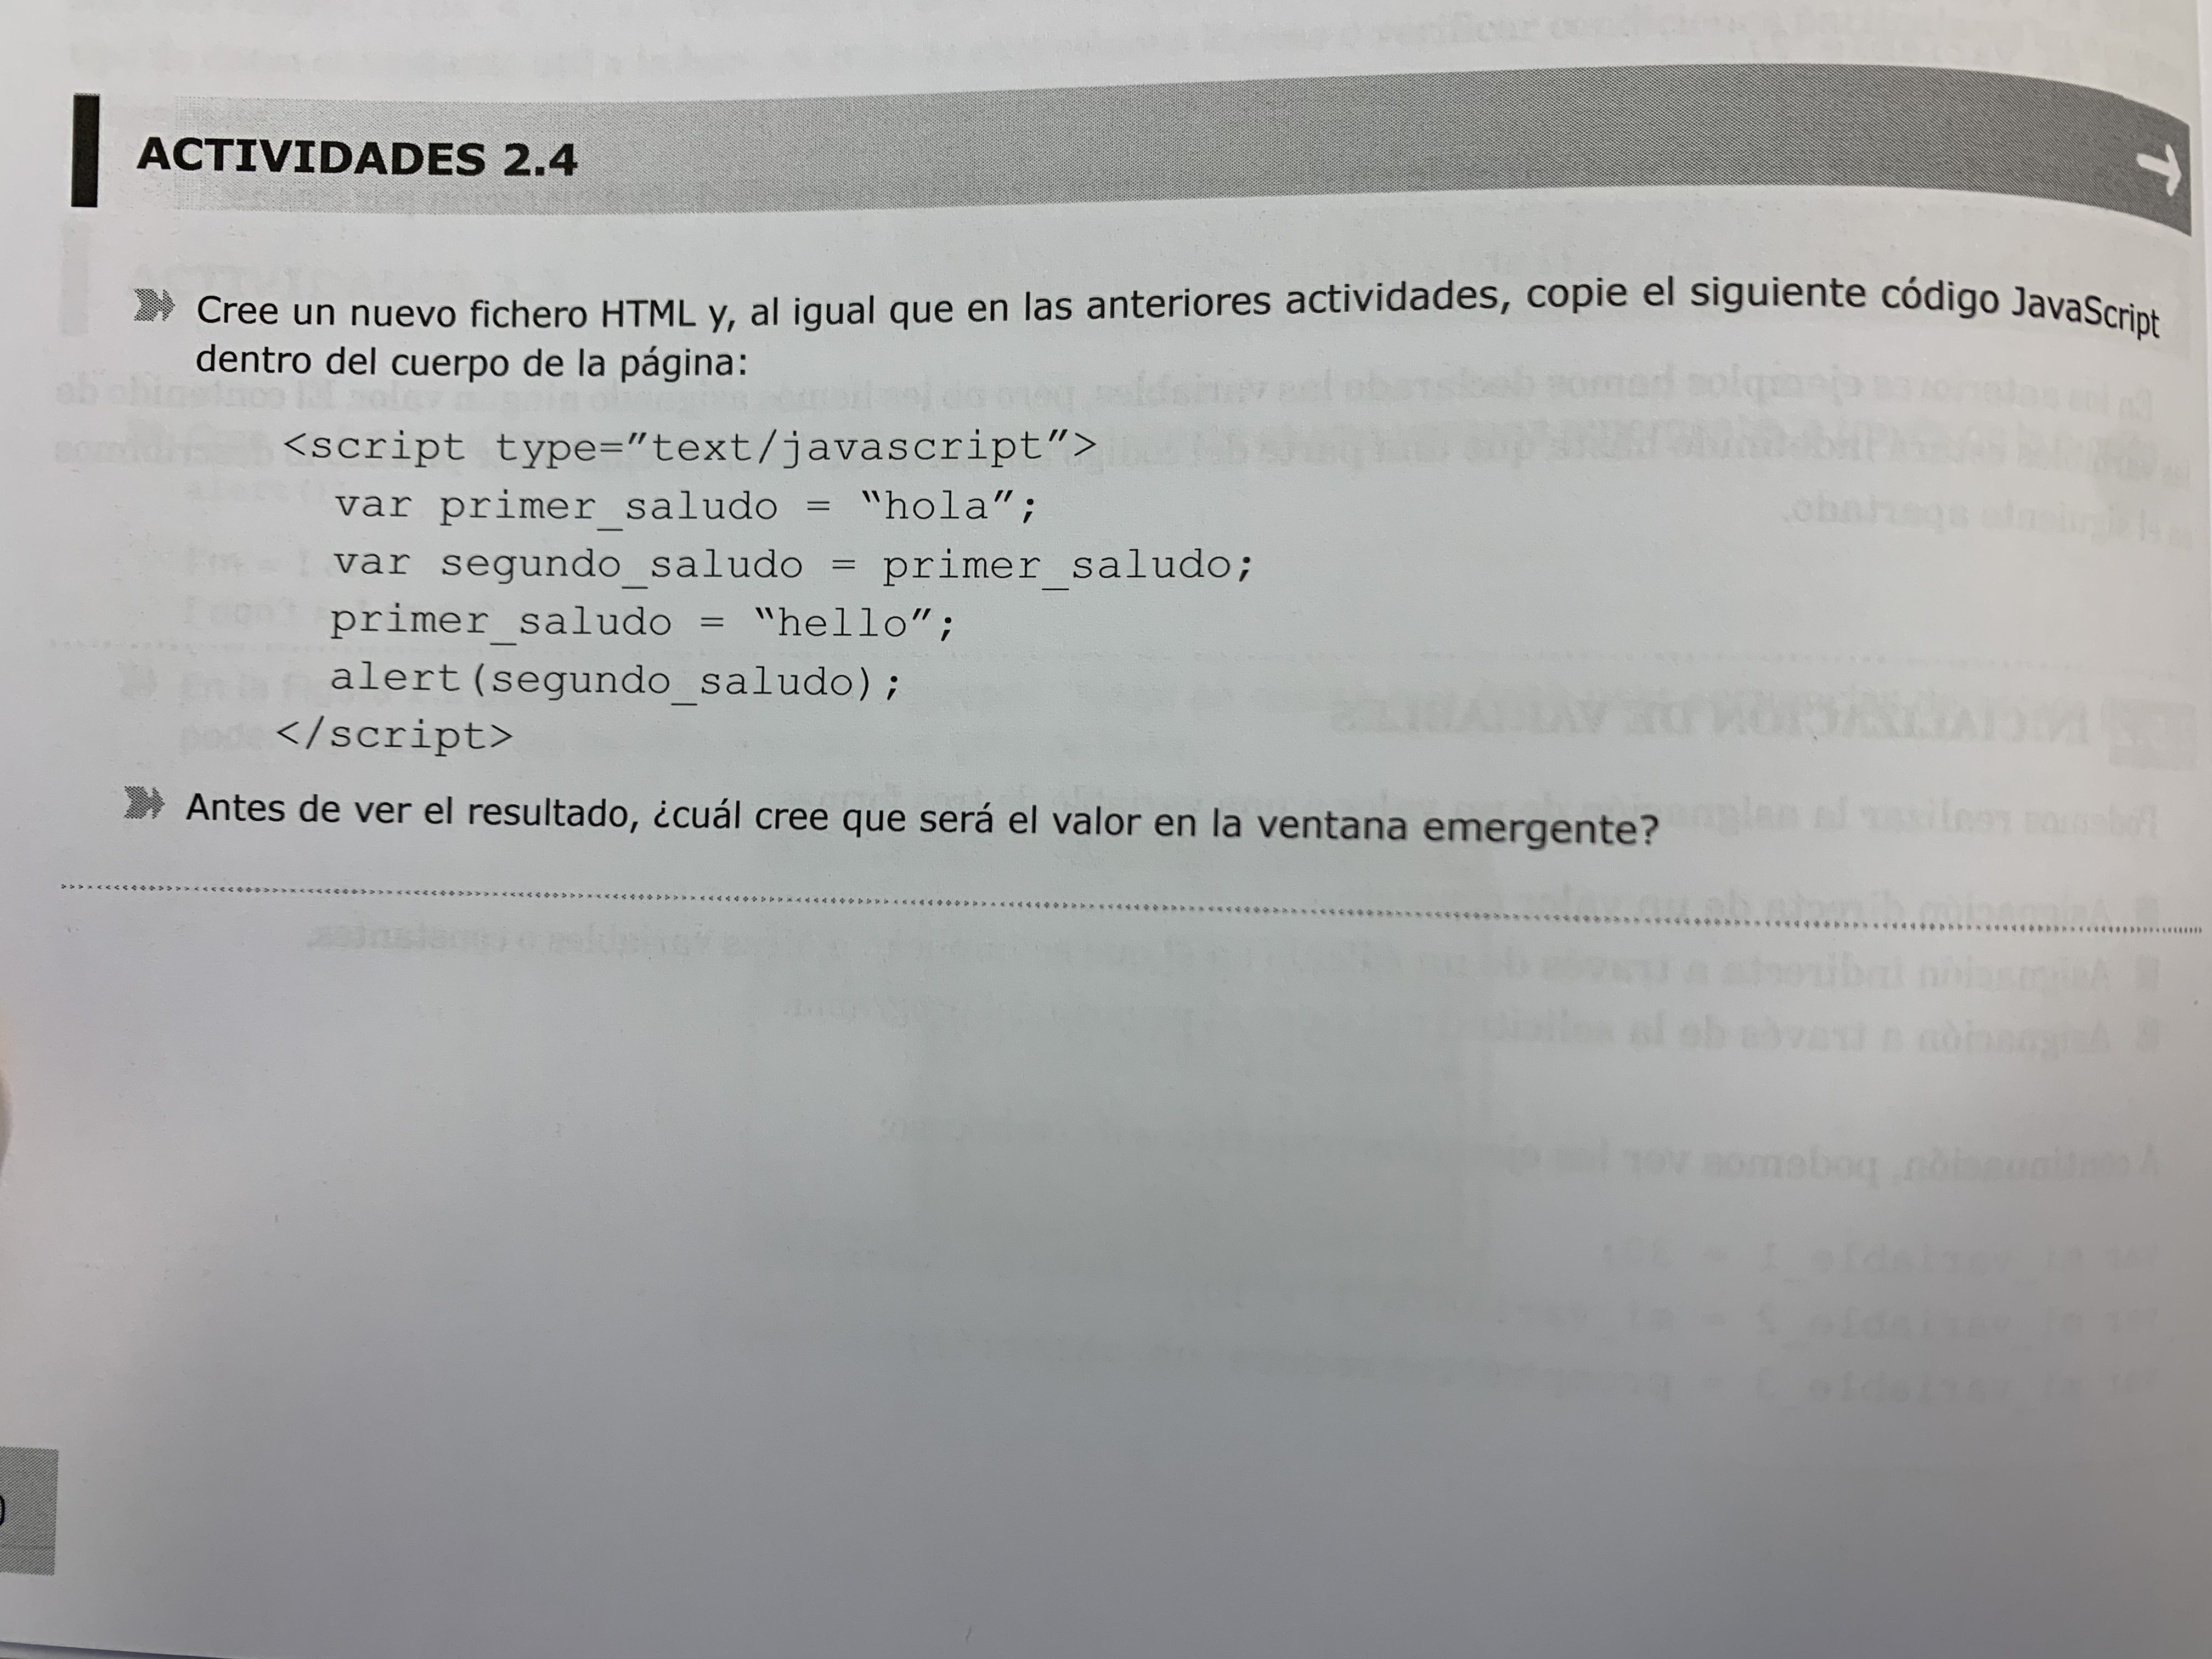 ACTIVIDADES 2.4
Cree un nuevo fichero HTML y, al igual que en las anteriores actividades, copie el siguiente código JavaScript
dentro del cuerpo de la página:
<script type="text/javascript">
var primer_saludo = "hola";
var segundo_saludo = primer_saludo;
primer_saludo = "hello";
alert(segundo_saludo);
</script>
Antes de ver el resultado, ¿cuál cree que será el valor en la ventana emergente?